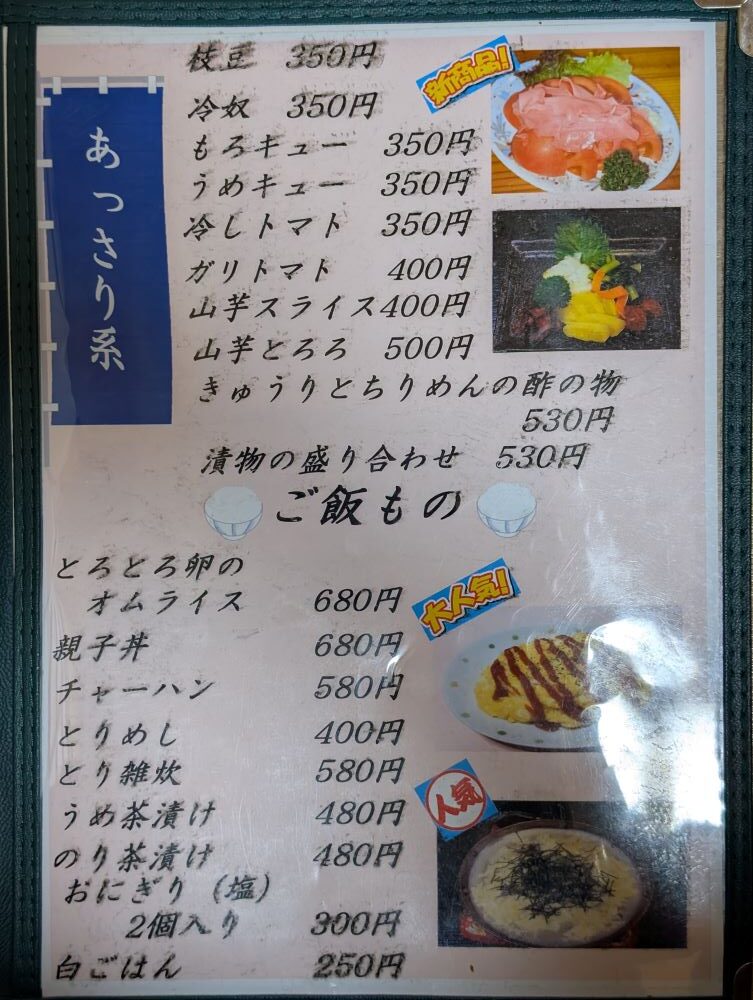 あっさり系
枝豆 350円
冷奴 350円
もろキュー 350円
うめキュー 350円
冷しトマト 350円
ガリトマト 400円
山芋スライス400円
山芋とろろ 500円
きゅうりとちりめんの酢の物
530円
漬物の盛り合わせ 530円
新商品!
ご飯もの
とろとろ卵の
オムライス 680円
親子丼 680円
チャーハン 580円
とりめし 400円
とり雑炊 580円
うめ茶漬け 480円
のり茶漬け 480円
おにぎり(塩)
2個入り 300円
白ごはん 250円
大人気!
人気